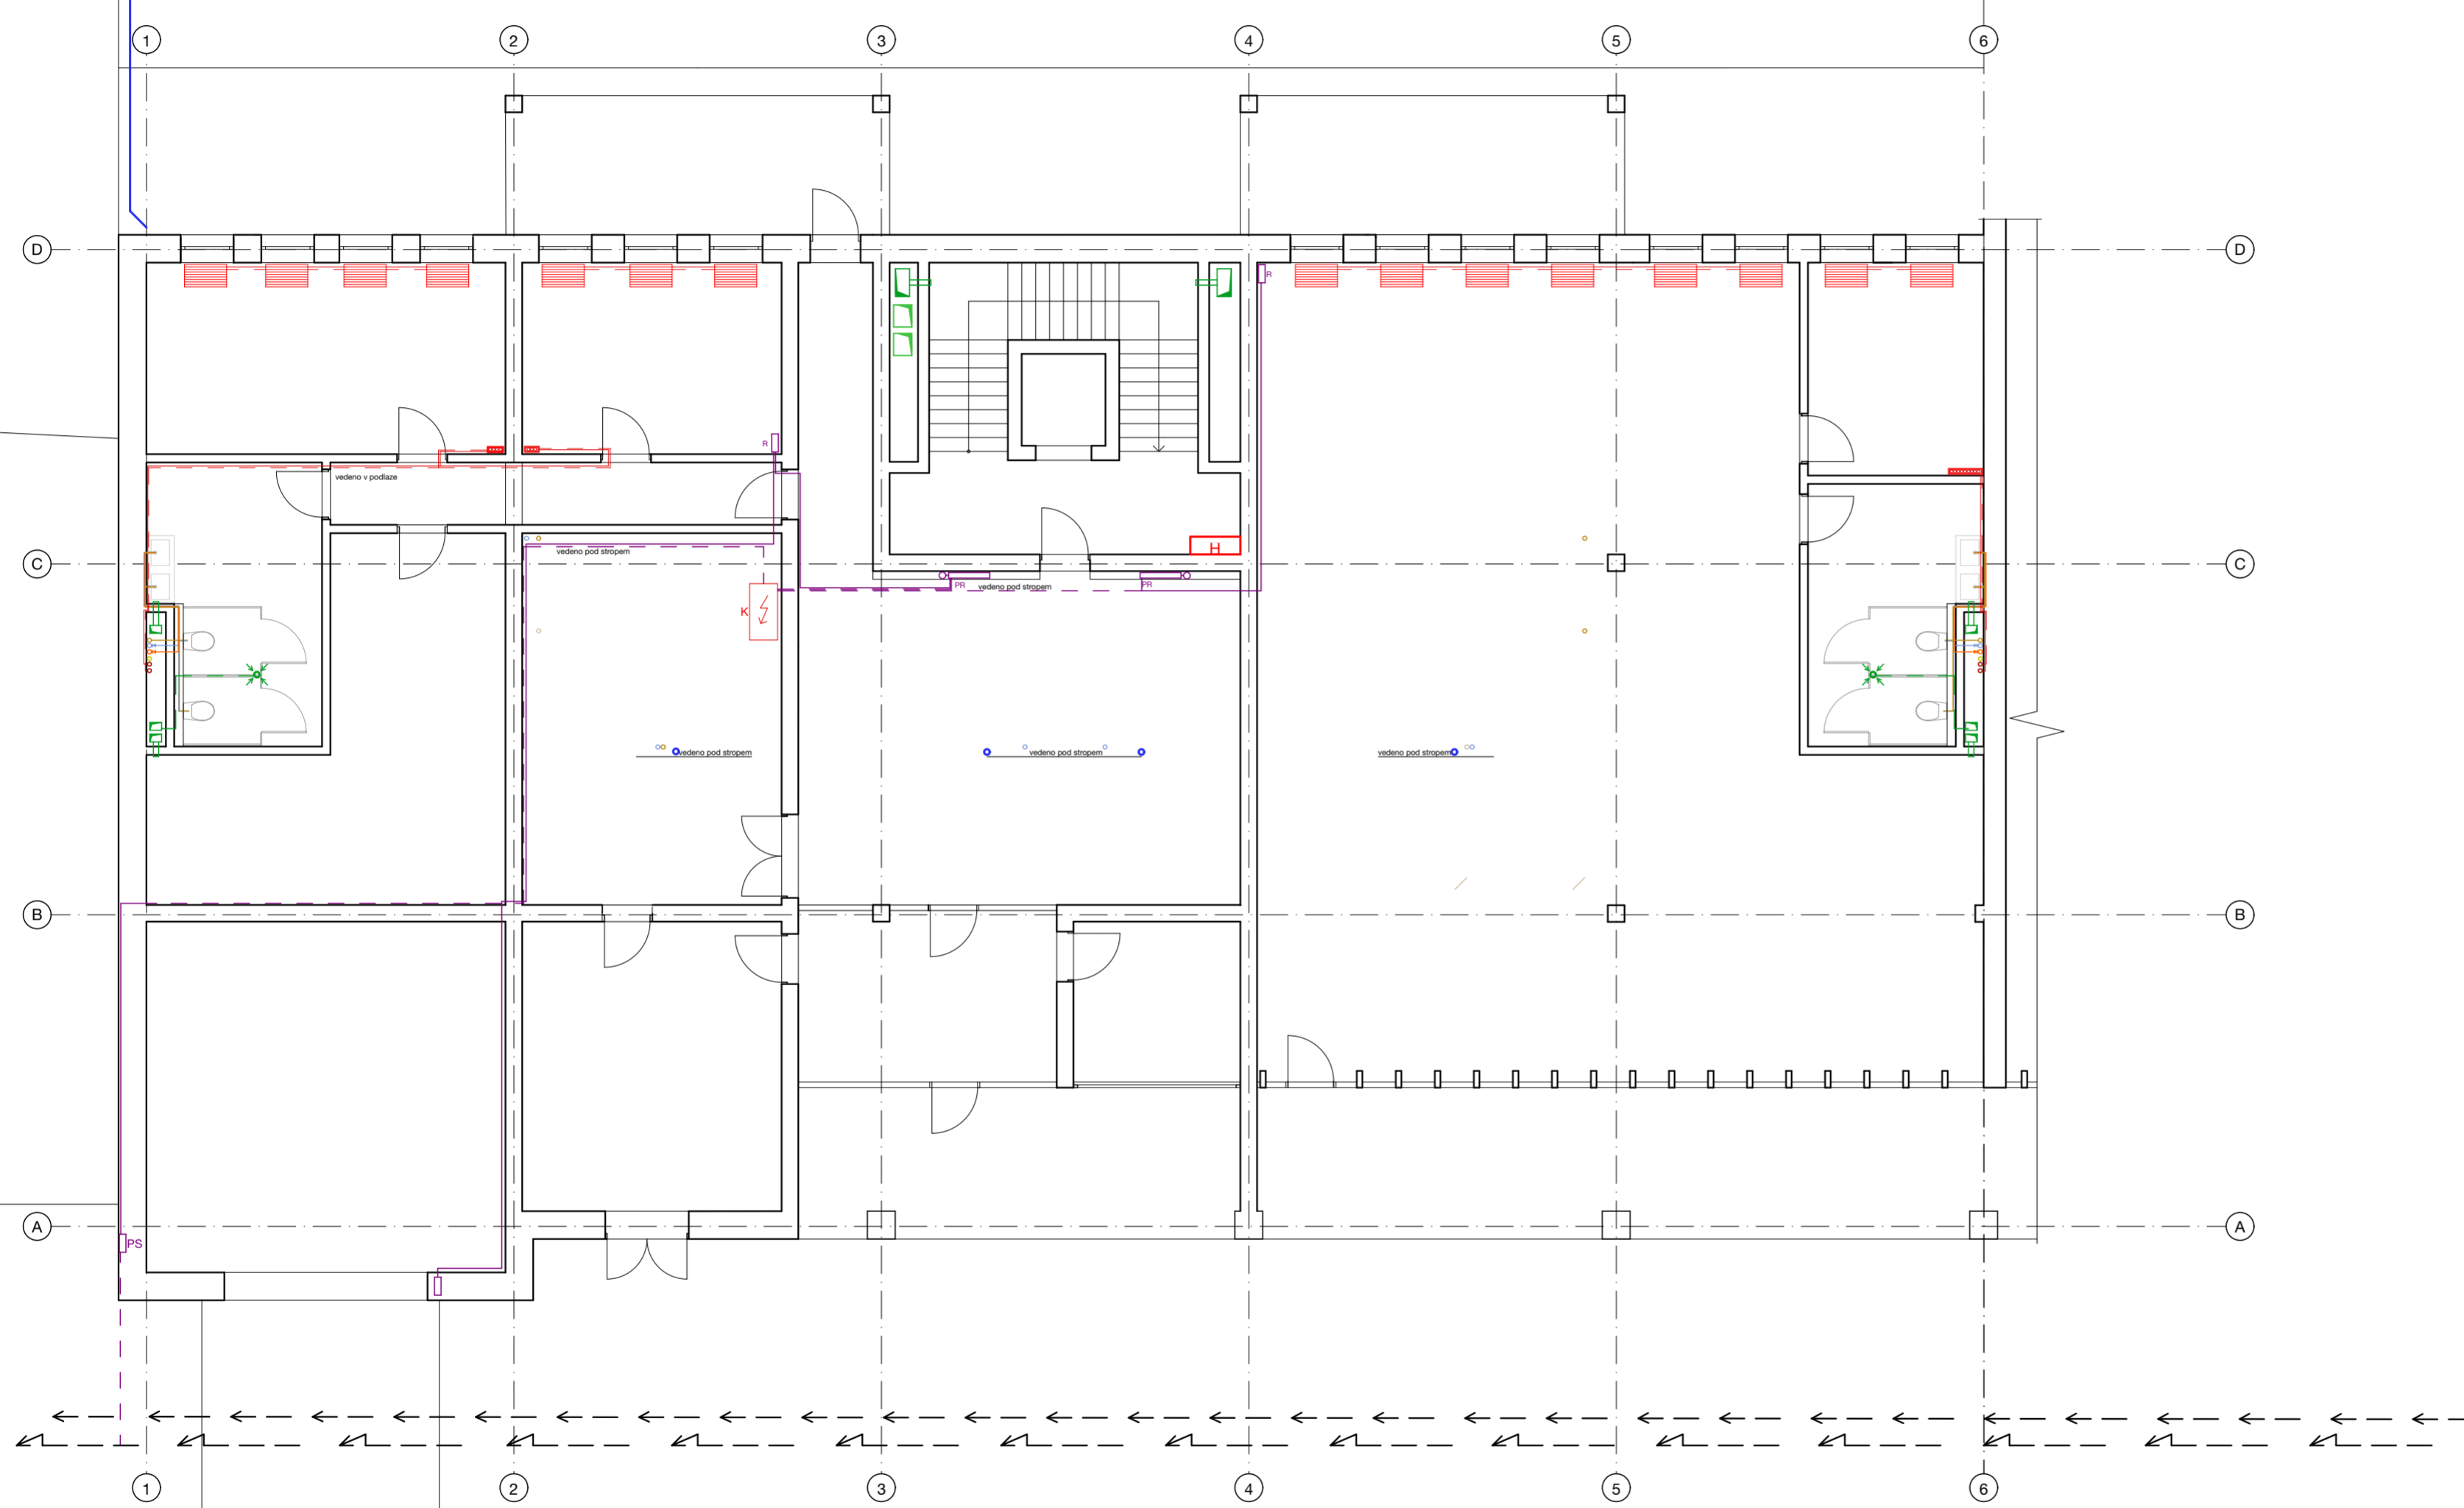 1 2 3 4 5 6
D D
R
R
vedeno v podlaze
H
vedeno pod stropem
C C
PR vedeno pod stropem PR
K
vedeno pod stropem vedeno pod stropem vedeno pod stropem
B B
A A
PS
1 2 3 4 5 6